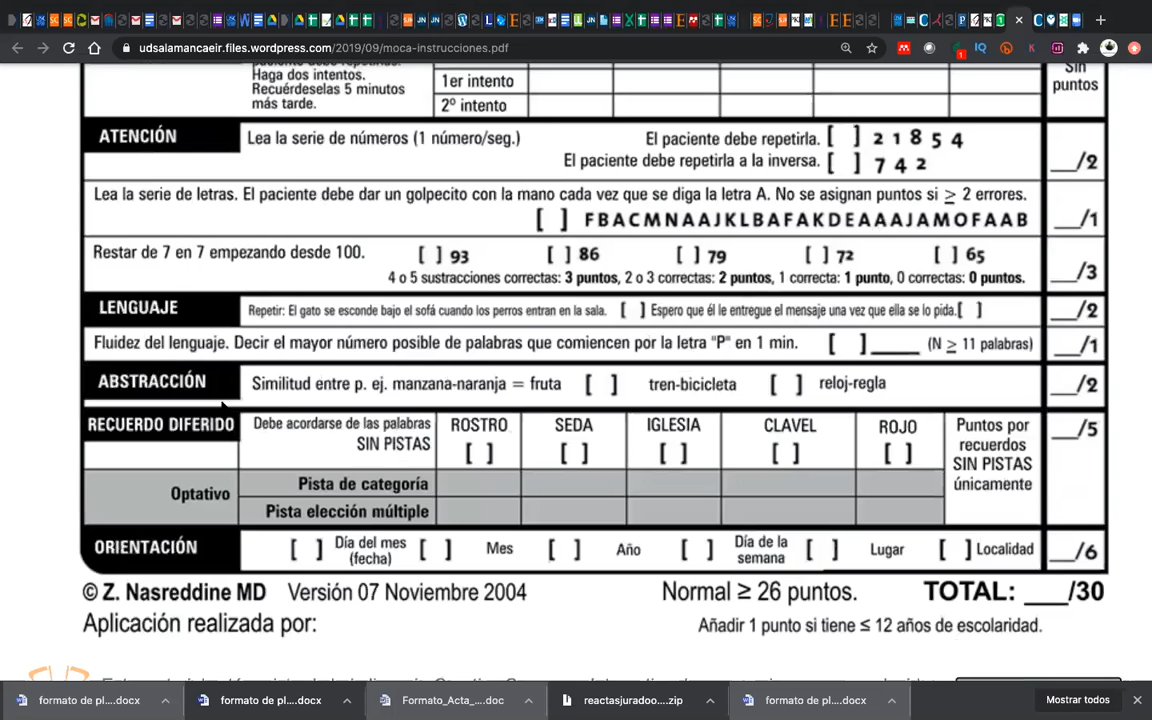 udsalamancaeir.files.wordpress.com/2019/09/moca-instrucciones.pdf
Haga dos intentos.
Recuérdeselas 5 minutos
más tarde.
1er intento
2º intento
Sin
puntos
ATENCIÓN
Lea la serie de números (1 número/seg.)
El paciente debe repetirla. [ ] 2 1 8 5 4
El paciente debe repetirla a la inversa. [ ] 7 4 2
__/2
Lea la serie de letras. El paciente debe dar un golpecito con la mano cada vez que se diga la letra A. No se asignan puntos si ≥ 2 errores.
[ ] F B A C M N A A J K L B A F A K D E A A A J A M O F A A B
__/1
Restar de 7 en 7 empezando desde 100. [ ] 93 [ ] 86 [ ] 79 [ ] 72 [ ] 65
4 o 5 sustracciones correctas: 3 puntos, 2 o 3 correctas: 2 puntos, 1 correcta: 1 punto, 0 correctas: 0 puntos.
__/3
LENGUAJE
Repetir: El gato se esconde bajo el sofá cuando los perros entran en la sala. [ ] Espero que él le entregue el mensaje una vez que ella se lo pida.[ ]
__/2
Fluidez del lenguaje. Decir el mayor número posible de palabras que comiencen por la letra "P" en 1 min. [ ]____ (N ≥ 11 palabras)
__/1
ABSTRACCIÓN
Similitud entre p. ej. manzana-naranja = fruta [ ] tren-bicicleta [ ] reloj-regla
__/2
RECUERDO DIFERIDO
Debe acordarse de las palabras
SIN PISTAS
ROSTRO
[ ]
SEDA
[ ]
IGLESIA
[ ]
CLAVEL
[ ]
ROJO
[ ]
Puntos por
recuerdos
SIN PISTAS
únicamente
__/5
Optativo
Pista de categoría
Pista elección múltiple
ORIENTACIÓN
[ ] Día del mes
(fecha)
[ ] Mes
[ ] Año
[ ] Día de la
semana
[ ] Lugar
[ ] Localidad
__/6
© Z. Nasreddine MD Versión 07 Noviembre 2004
Normal ≥ 26 puntos.
TOTAL: ___/30
Aplicación realizada por:
Añadir 1 punto si tiene ≤ 12 años de escolaridad.
formato de pl....docx
formato de pl....docx
Formato_Acta_....doc
reactasjuradoo....zip
formato de pl....docx
Mostrar todos